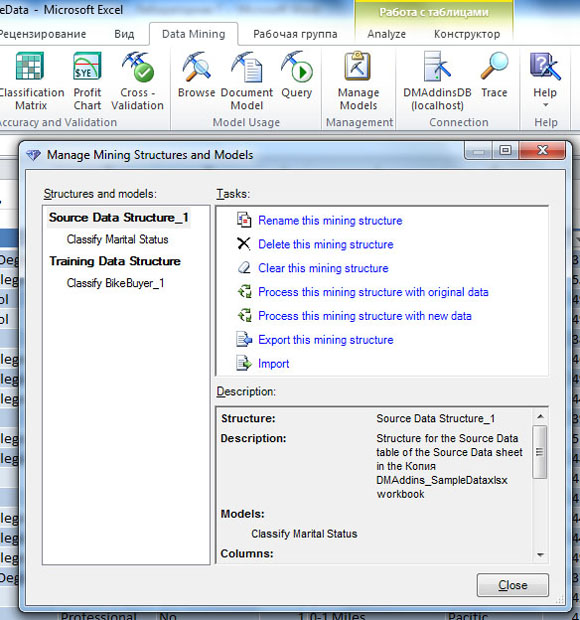 eData - Microsoft Excel
Работа с таблицами
Рецензирование Вид Data Mining Рабочая группа Analyze Конструктор
Classification Matrix
Profit Chart
Cross - Validation
Browse
Document Model
Query
Manage Models
DMAddinsDB (localhost)
Trace
Help
Accuracy and Validation
Model Usage
Management
Connection
Help
Manage Mining Structures and Models
Structures and models:
Source Data Structure_1
Classify Marital Status
Training Data Structure
Classify BikeBuyer_1
Tasks:
Rename this mining structure
Delete this mining structure
Clear this mining structure
Process this mining structure with original data
Process this mining structure with new data
Export this mining structure
Import
Description:
Structure: Source Data Structure_1
Description: Structure for the Source Data
table of the Source Data sheet
in the Копия
DMAddins_SampleDataxlsx
workbook
Models:
Classify Marital Status
Columns:
Close
Professional No 1.0-1 Miles Pacific